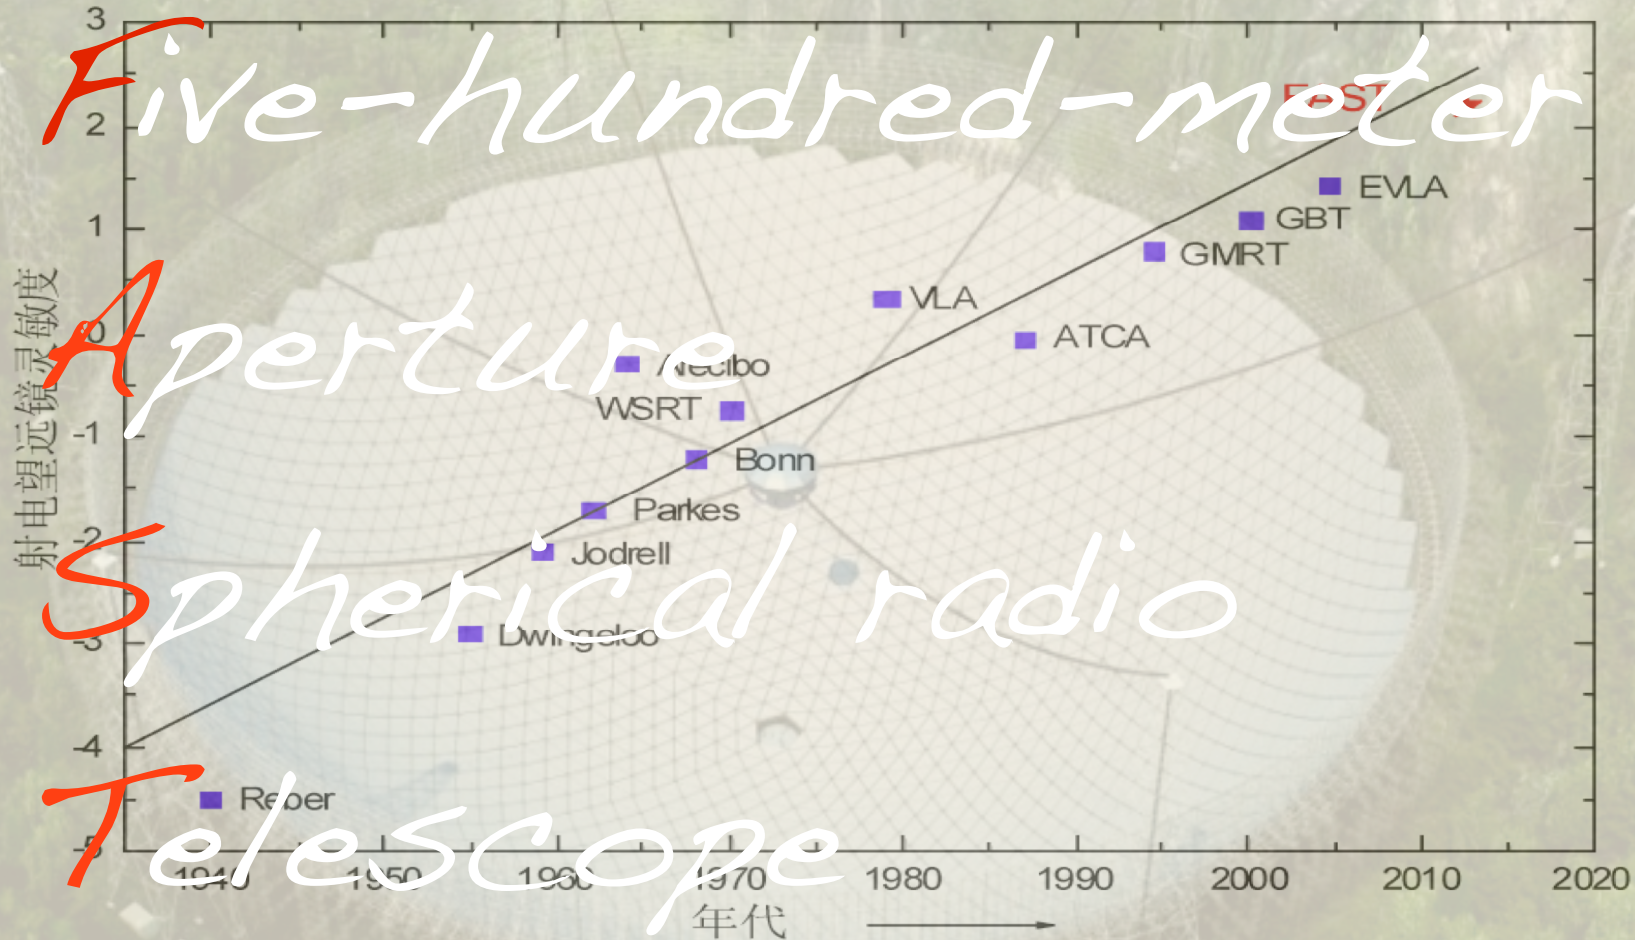 Five-hundred-meter
Aperture
Spherical radio
Telescope
3
2
1
0
-1
-2
-3
-4
-5
射电望远镜灵敏度
FAST
EVLA
GBT
GMRT
VLA
ATCA
Arecibo
WSRT
Bonn
Parkes
Jodrell
Dwingeloo
Reber
1940 1950 1960 1970 1980 1990 2000 2010 2020
年代